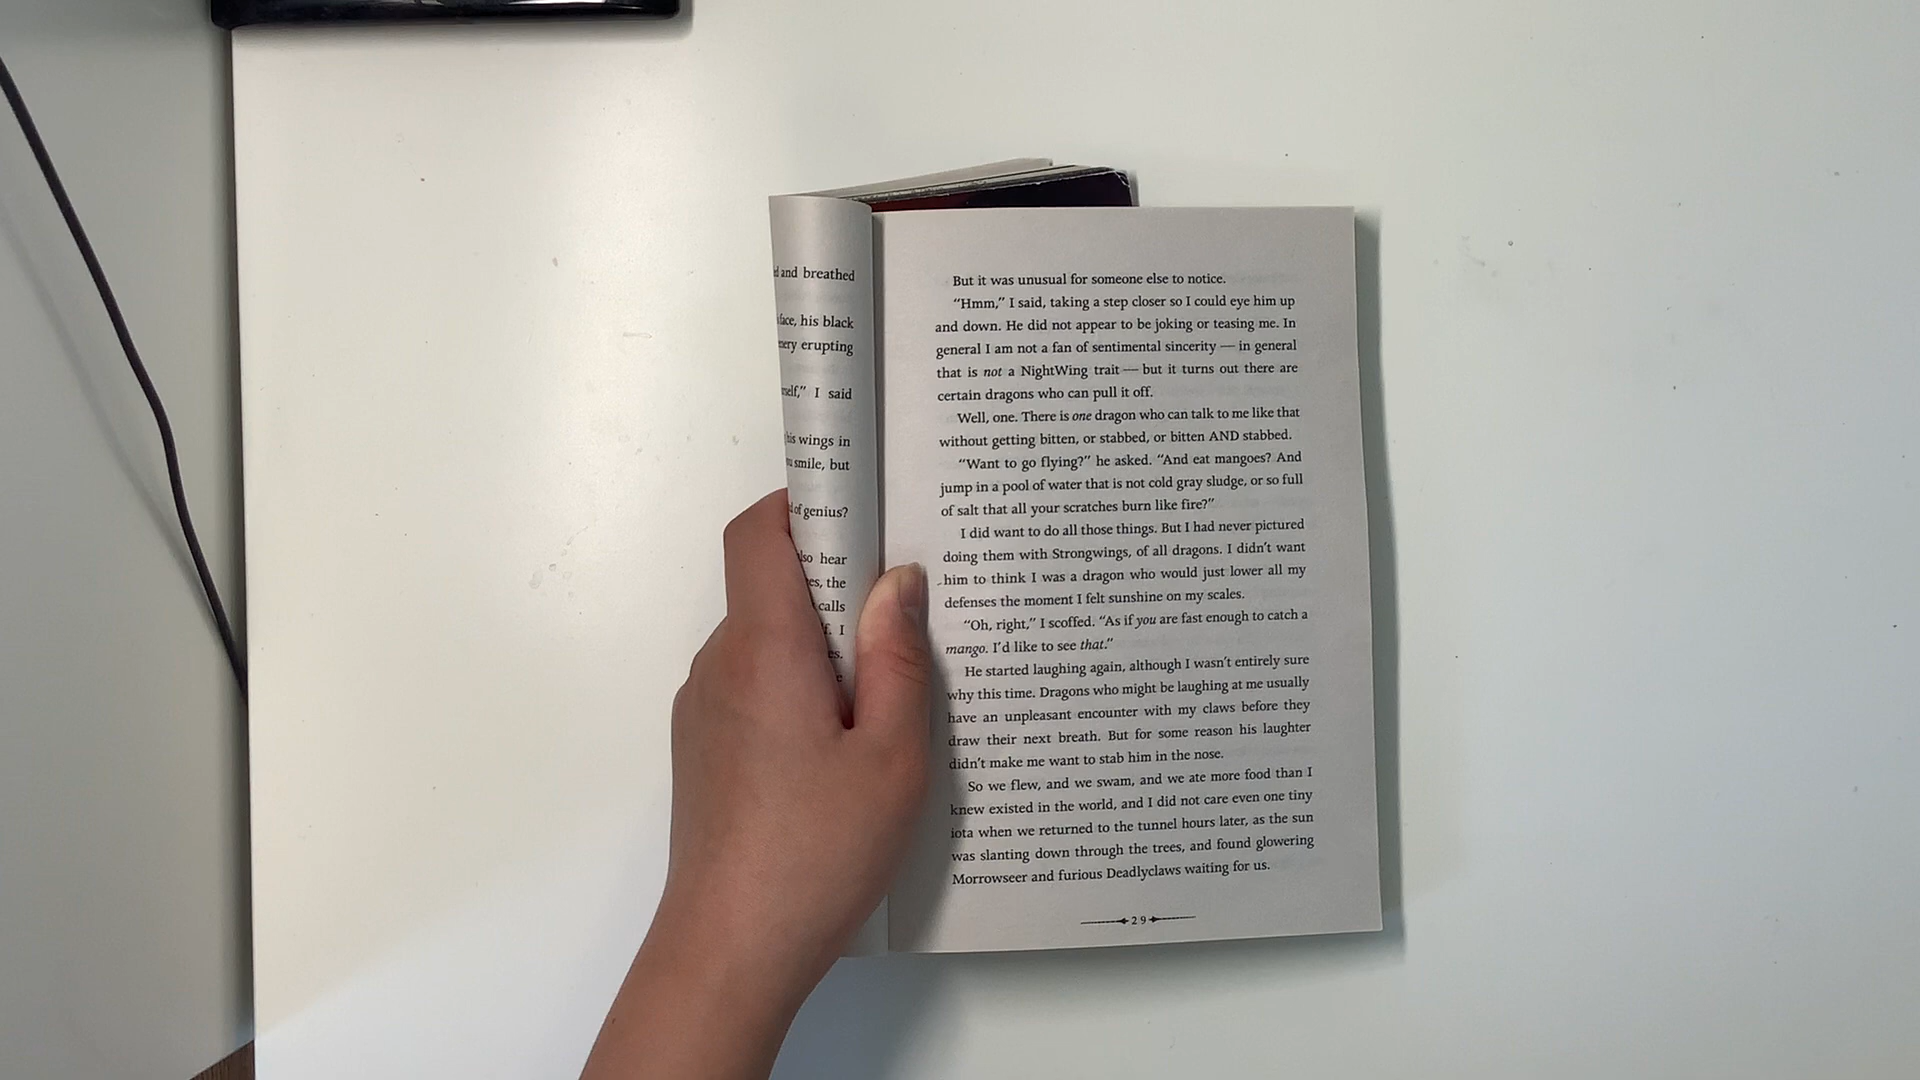 and breathed
face, his black
erupting
I said
his wings in
smile, but
of genius?
hear
the
calls
I
But it was unusual for someone else to notice.
“Hmm,” I said, taking a step closer so I could eye him up
and down. He did not appear to be joking or teasing me. In
general I am not a fan of sentimental sincerity — in general
that is not a NightWing trait — but it turns out there are
certain dragons who can pull it off.
Well, one. There is one dragon who can talk to me like that
without getting bitten, or stabbed, or bitten AND stabbed.
“Want to go flying?” he asked. “And eat mangoes? And
jump in a pool of water that is not cold gray sludge, or so full
of salt that all your scratches burn like fire?”
I did want to do all those things. But I had never pictured
doing them with Strongwings, of all dragons. I didn’t want
him to think I was a dragon who would just lower all my
defenses the moment I felt sunshine on my scales.
“Oh, right,” I scoffed. “As if you are fast enough to catch a
mango. I’d like to see that.”
He started laughing again, although I wasn’t entirely sure
why this time. Dragons who might be laughing at me usually
have an unpleasant encounter with my claws before they
draw their next breath. But for some reason his laughter
didn’t make me want to stab him in the nose.
So we flew, and we swam, and we ate more food than I
knew existed in the world, and I did not care even one tiny
iota when we returned to the tunnel hours later, as the sun
was slanting down through the trees, and found glowering
Morrowseer and furious Deadlyclaws waiting for us.
29